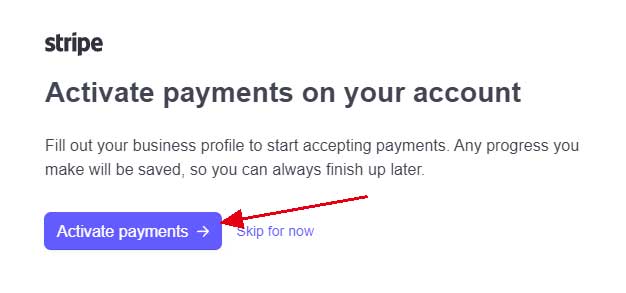 stripe
Activate payments on your account
Fill out your business profile to start accepting payments. Any progress you
make will be saved, so you can always finish up later.
Activate payments → Skip for now